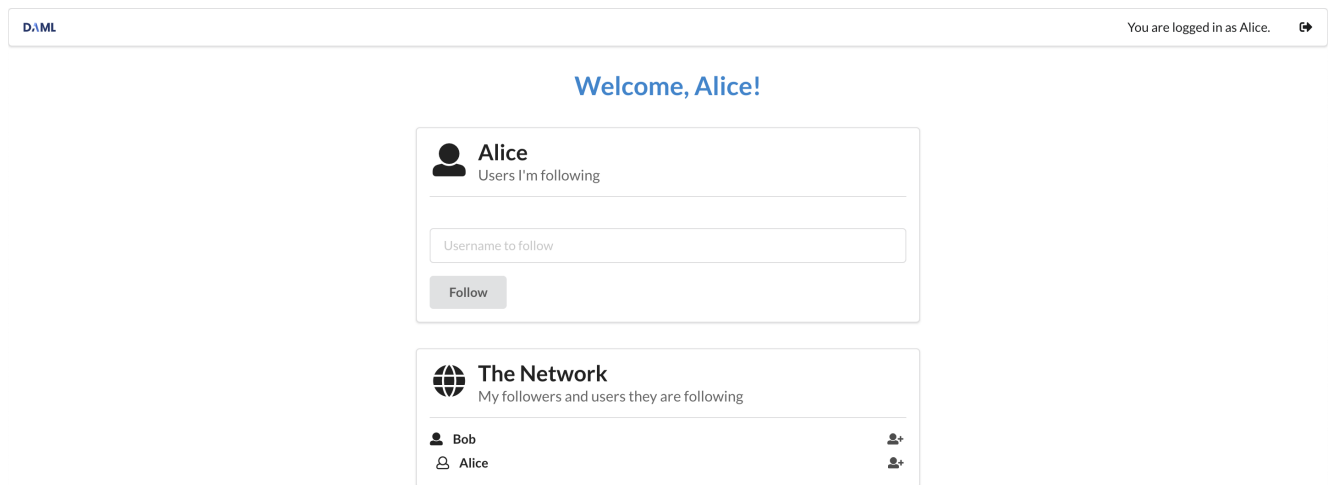 DAML
You are logged in as Alice.
Welcome, Alice!
Alice
Users I'm following
Username to follow
Follow
The Network
My followers and users they are following
Bob
Alice